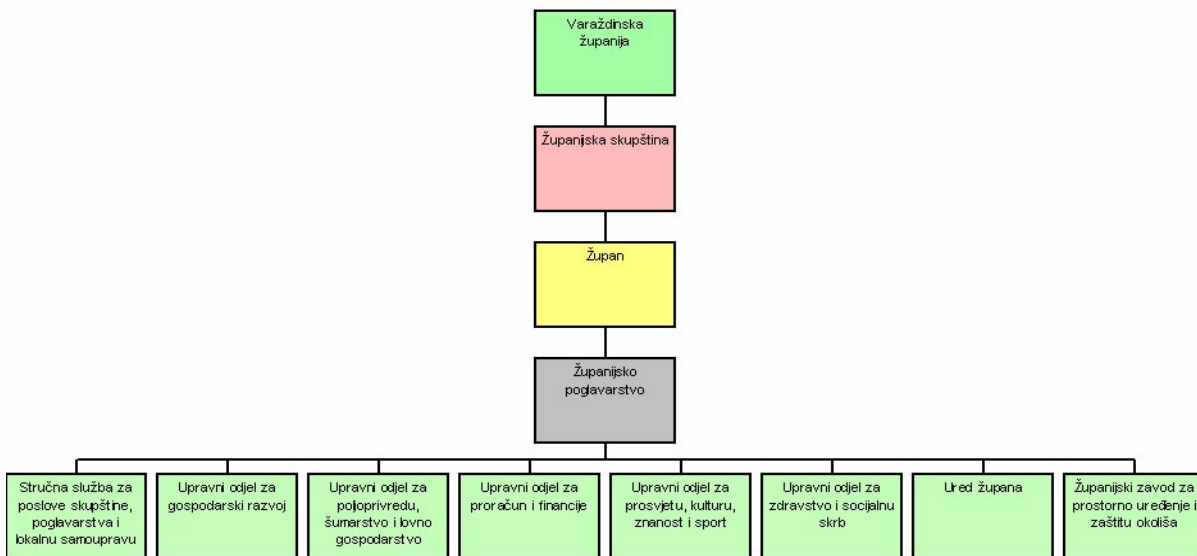 Varaždinska
županija
Županijska skupština
Župan
Županijsko
poglavarstvo
Stručna služba za
poslove skupštine,
poglavarstva i
lokalnu samoupravu
Upravni odjel za
gospodarski razvoj
Upravni odjel za
poljoprivredu,
šumarstvo i lovno
gospodarstvo
Upravni odjel za
proračun i financije
Upravni odjel za
prosvjetu, kulturu,
znanost i sport
Upravni odjel za
zdravstvo i socijalnu
skrb
Ured župana
Županijski zavod za
prostorno uređenje i
zaštitu okoliša